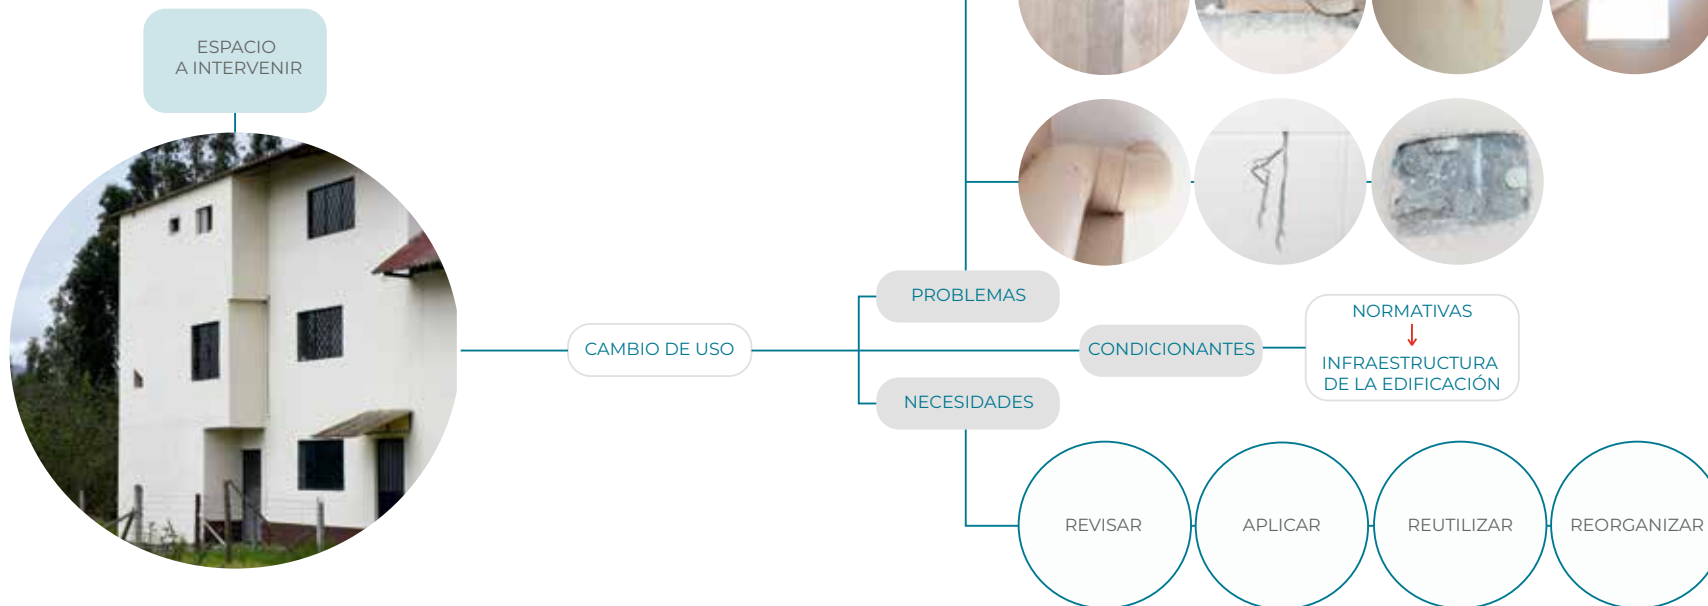 ESPACIO
A INTERVENIR
PROBLEMAS
CAMBIO DE USO
CONDICIONANTES
NORMATIVAS
INFRAESTRUCTURA
DE LA EDIFICACIÓN
NECESIDADES
REVISAR
APLICAR
REUTILIZAR
REORGANIZAR